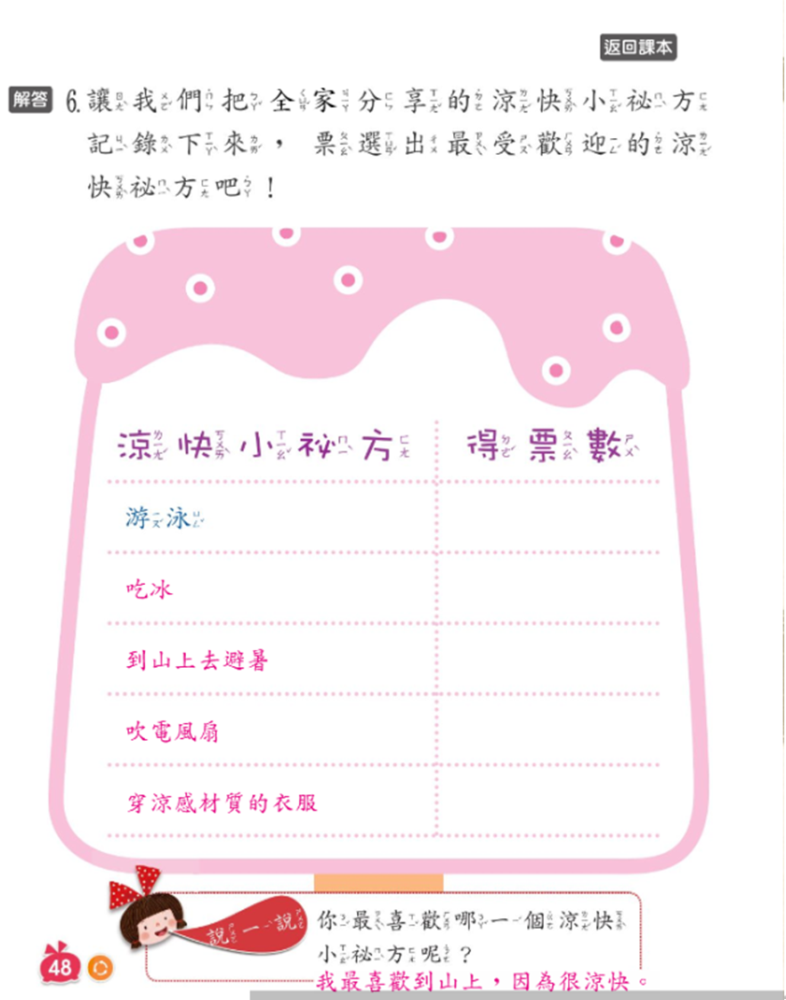 返回課本
解答 6. 讓我們把全家分享的涼快小祕方
記錄下來，票選出最受歡迎的涼
快祕方吧！
涼快小祕方 得票數
游泳
吃冰
到山上去避暑
吹電風扇
穿涼感材質的衣服
說一說 你最喜歡哪一個涼快
小祕方呢？
我最喜歡到山上，因為很涼快。
48